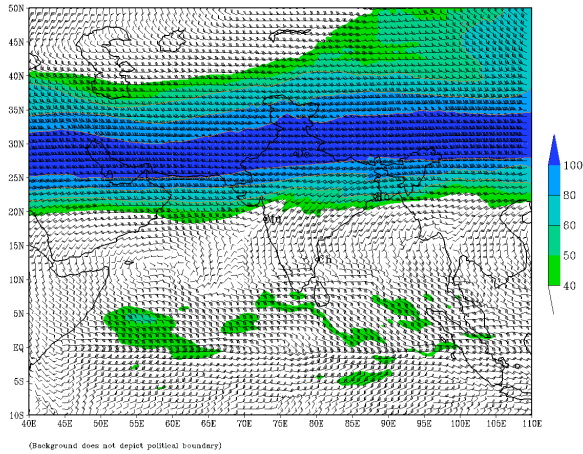 50N
45N
40N
35N
30N
25N
20N
15N
10N
5N
EQ
5S
10S
40E 45E 50E 55E 60E 65E 70E 75E 80E 85E 90E 95E 100E 105E 110E
100
80
60
50
40
Mn
Ch
(Background does not depict political boundary)